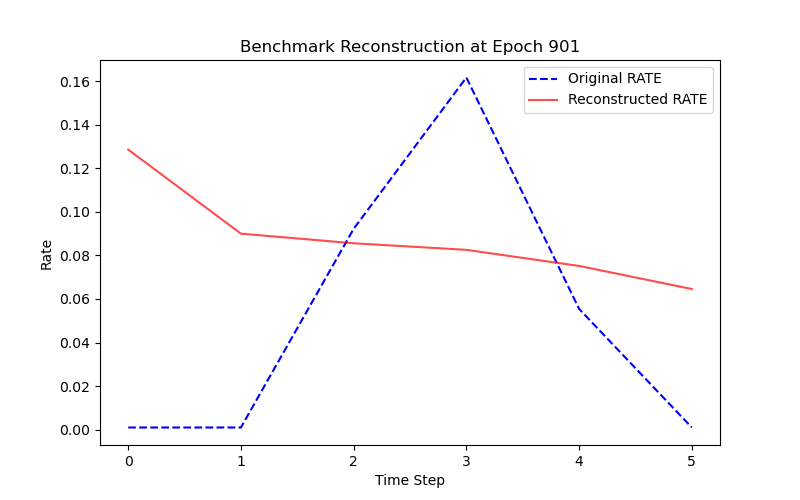 Benchmark Reconstruction at Epoch 901
Original RATE
Reconstructed RATE
0.16
0.14
0.12
0.10
0.08
0.06
0.04
0.02
0.00
Rate
0 1 2 3 4 5
Time Step